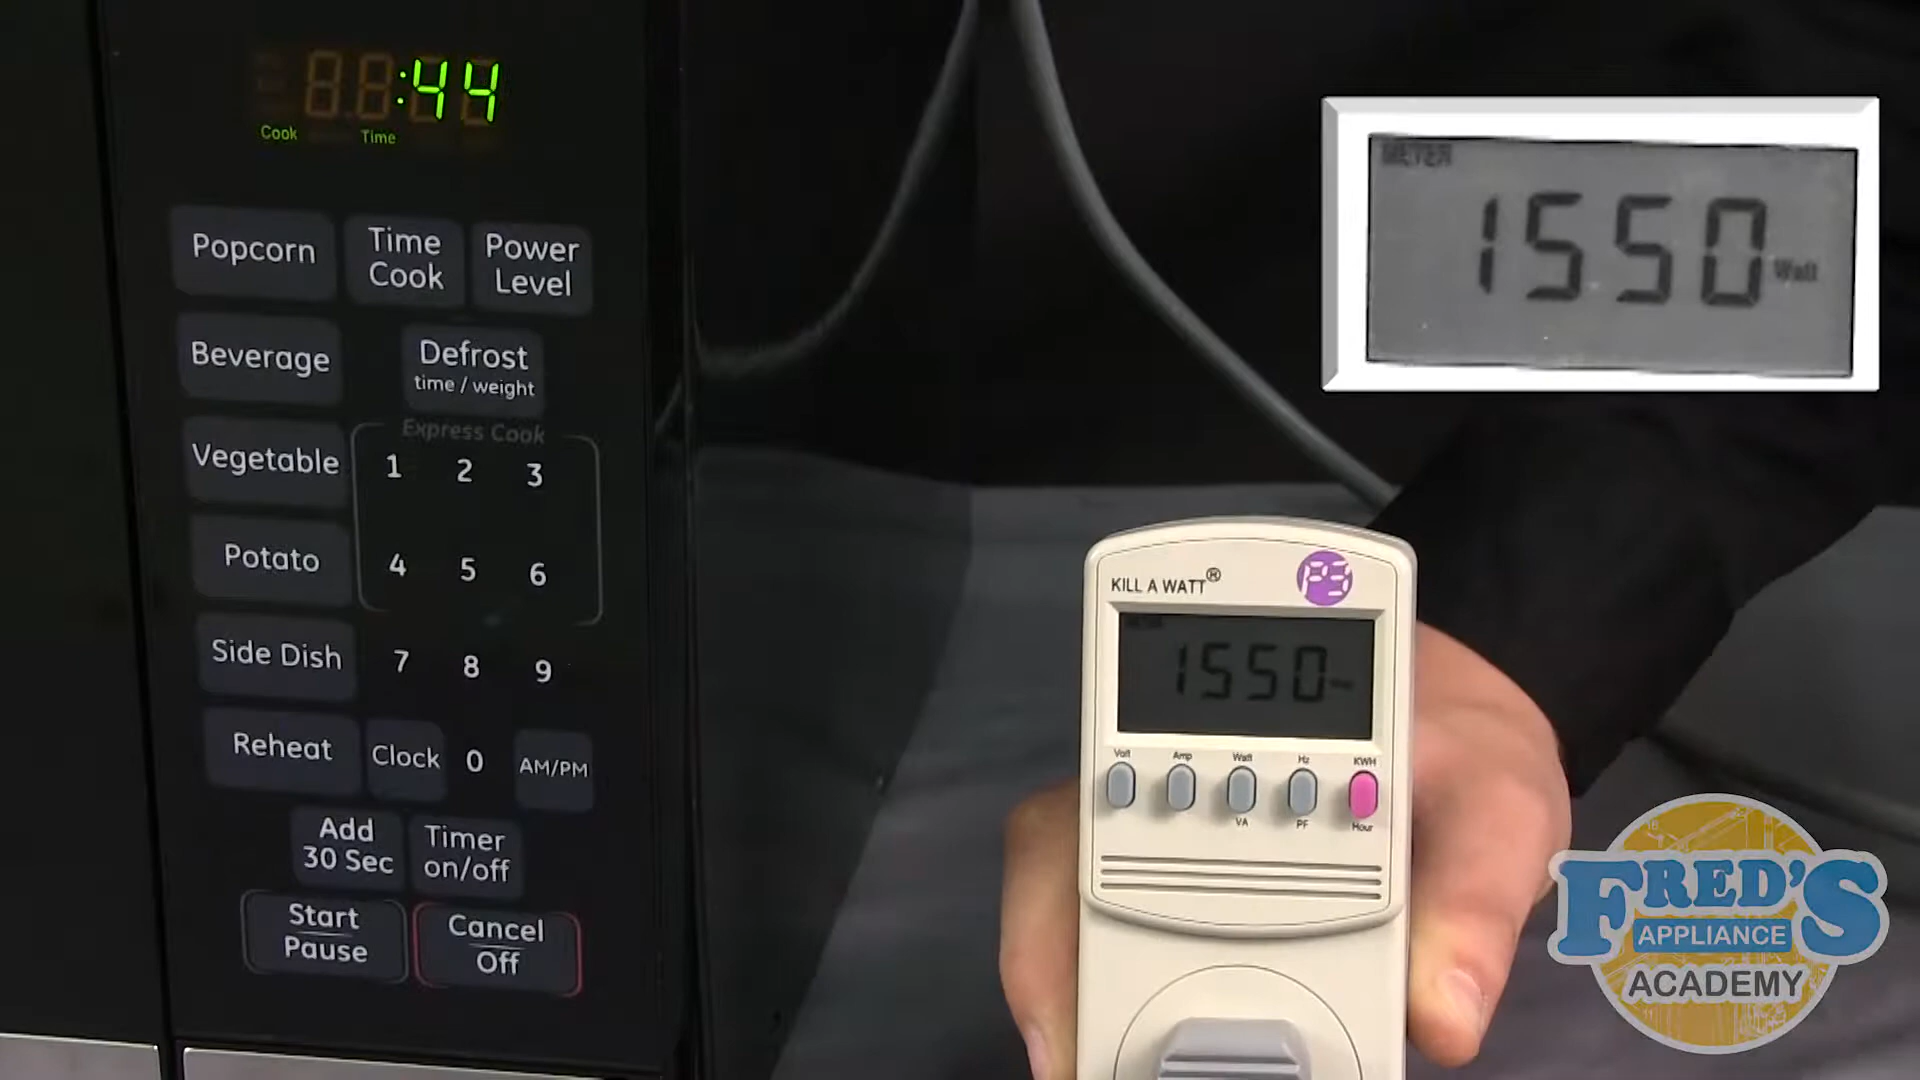 :44
Cook Time
Popcorn
Time Cook
Power Level
Beverage
Defrost
time / weight
Vegetable
Express Cook
1 2 3
Potato
4 5 6
Side Dish
7 8 9
Reheat
Clock
0
AM/PM
Add 30 Sec
Timer on/off
Start
Pause
Cancel
Off
METER
1550 Watt
KILL A WATT®
P3
1550
Volt Amp Watt Hz KWH
VA PF Hour
FRED'S
APPLIANCE
ACADEMY